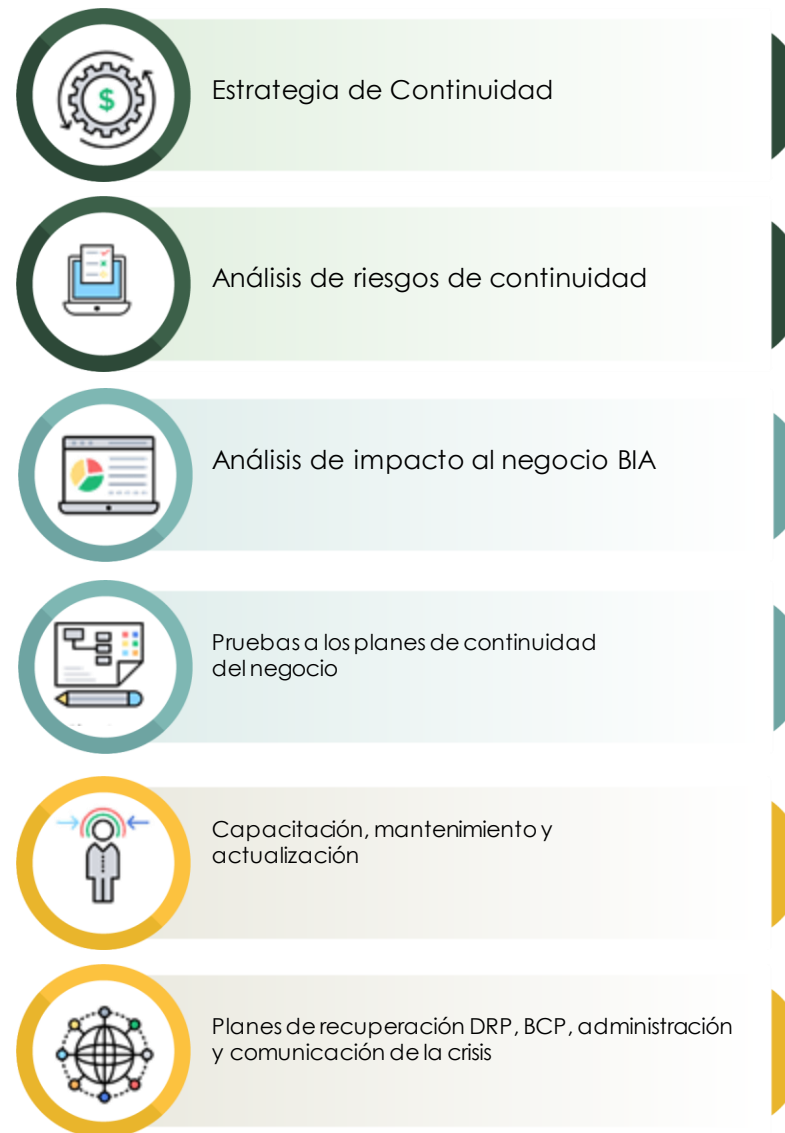 $
Estrategia de Continuidad
Análisis de riesgos de continuidad
Análisis de impacto al negocio BIA
Pruebas a los planes de continuidad
del negocio
Capacitación, mantenimiento y
actualización
Planes de recuperación DRP, BCP, administración
y comunicación de la crisis